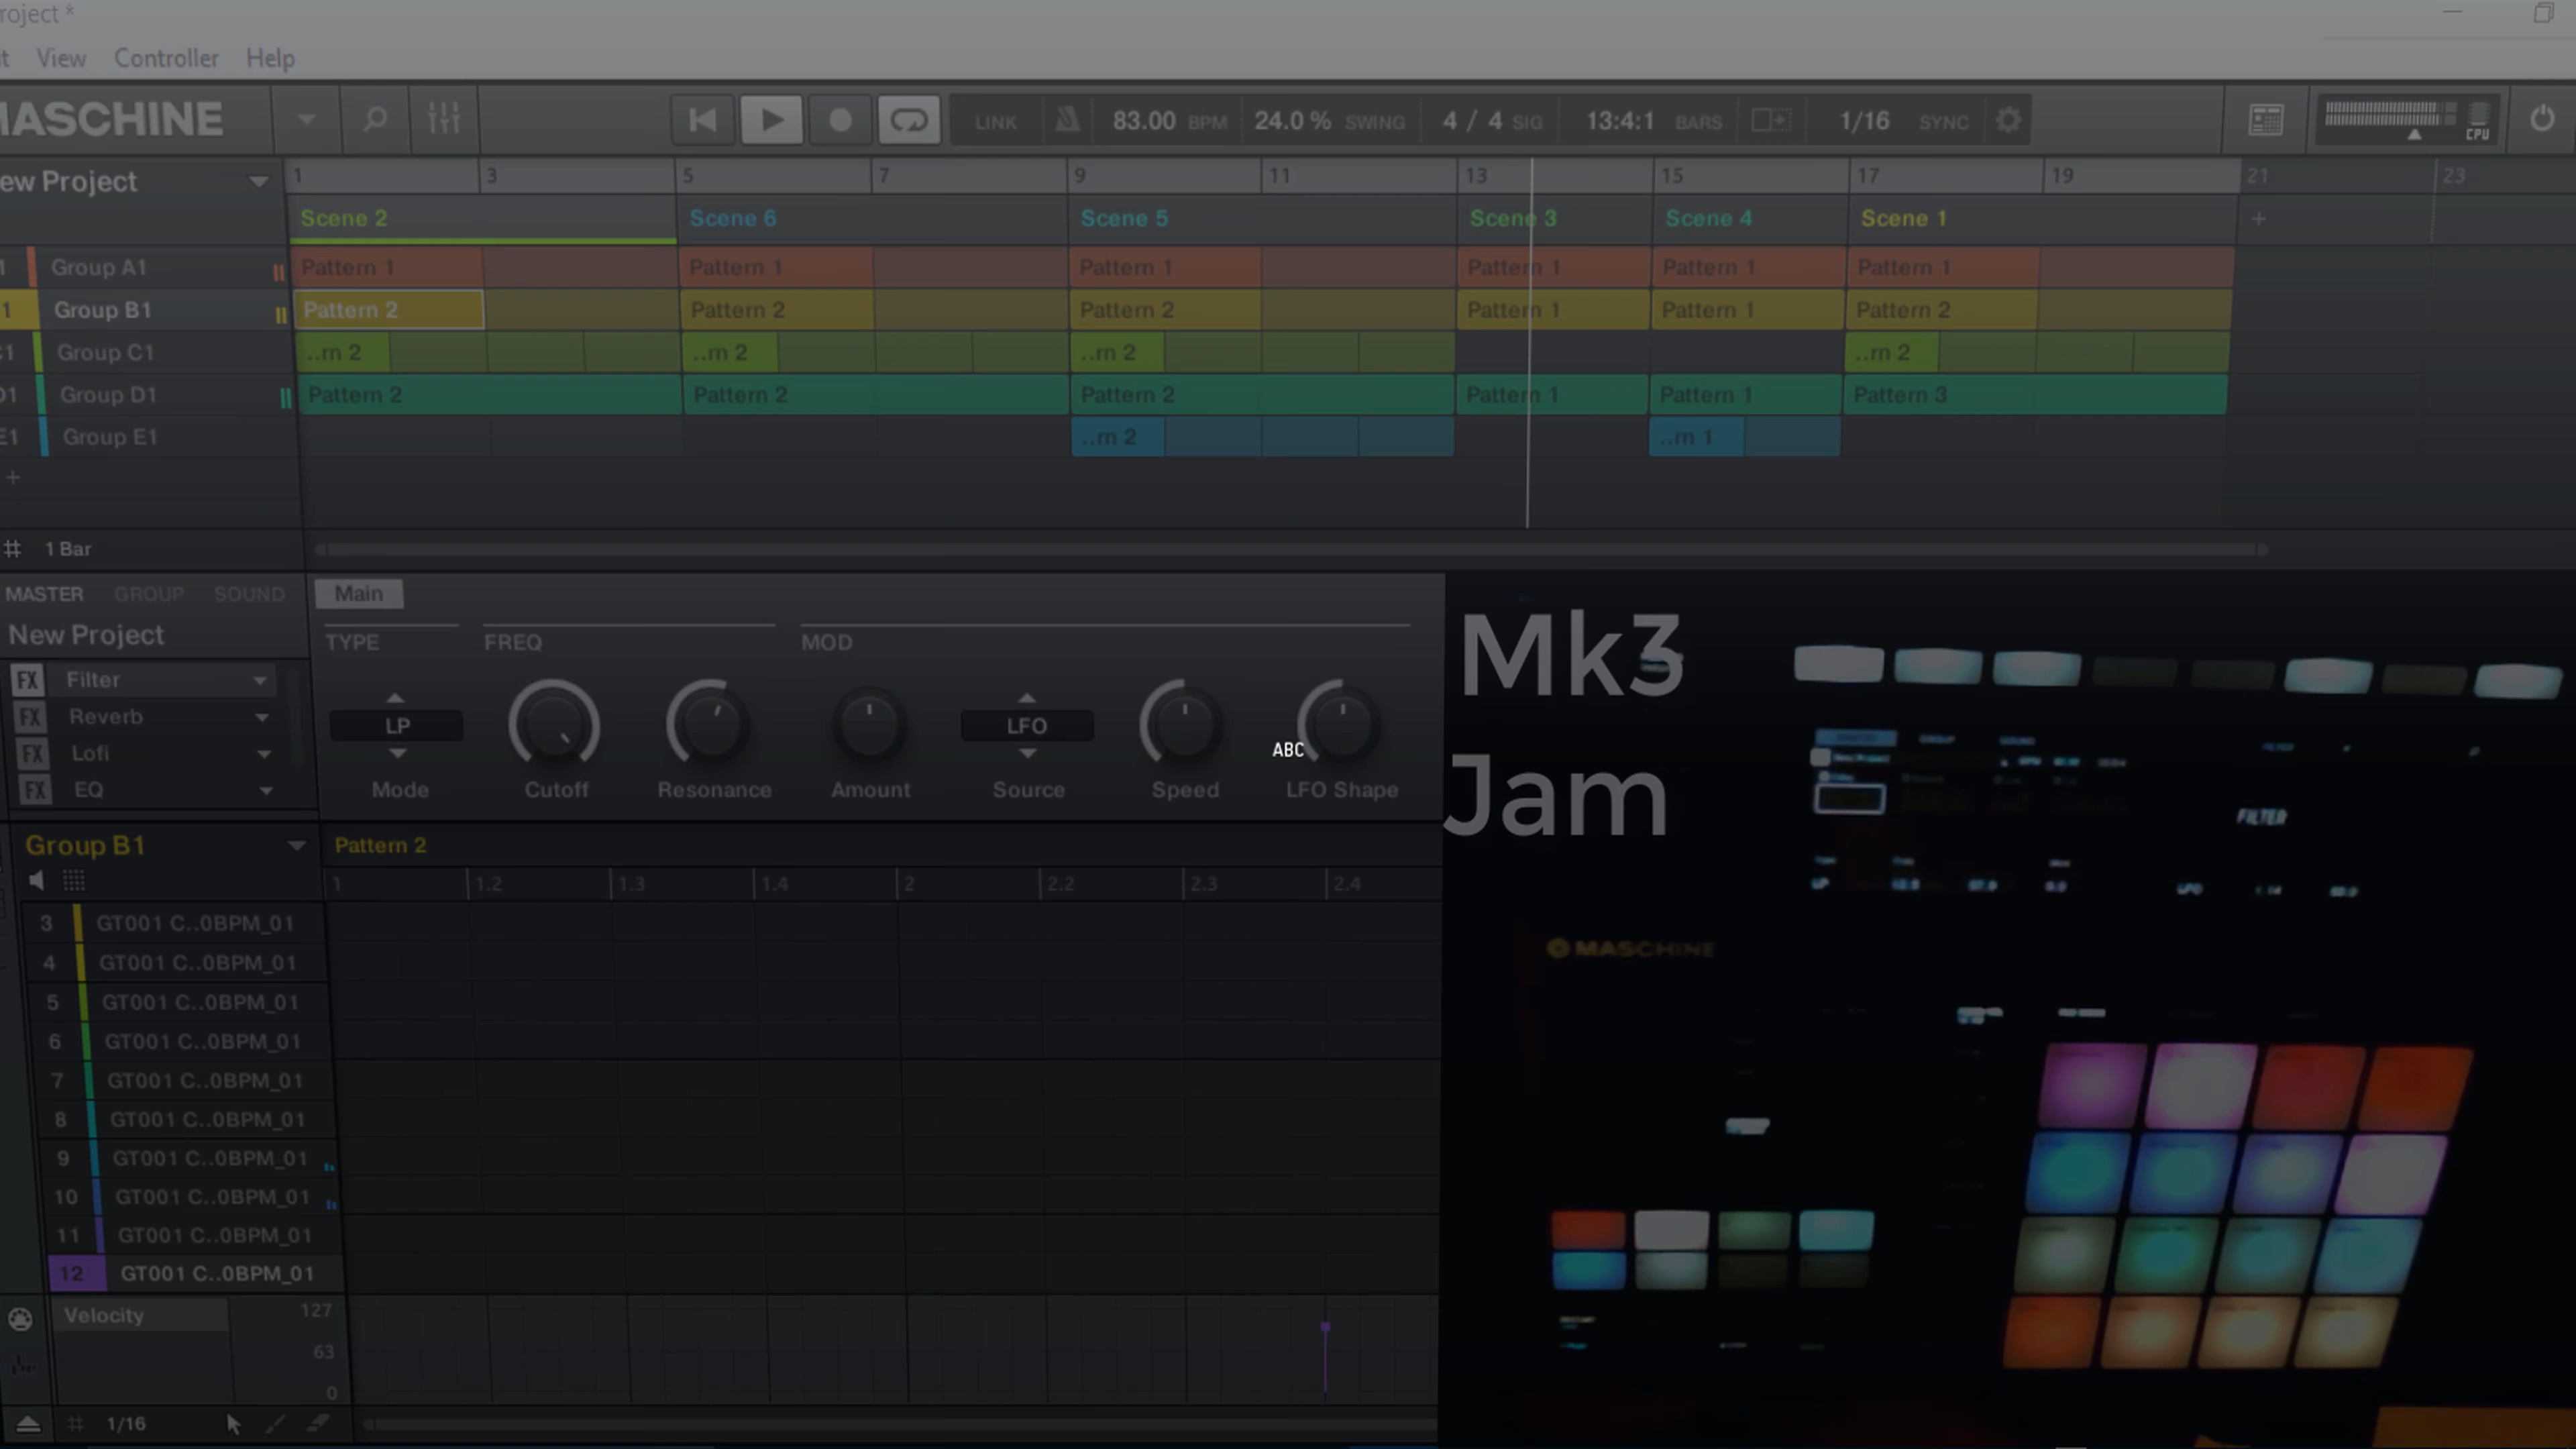 roject *
View Controller Help
MASCHINE
LINK 83.00 BPM 24.0 % SWING 4 / 4 SIG 13:4:1 BARS 1/16 SYNC
CPU
ew Project
1 3 5 7 9 11 13 15 17 19 21 23
Scene 2 Scene 6 Scene 5 Scene 3 Scene 4 Scene 1 +
1 Group A1 Pattern 1 Pattern 1 Pattern 1 Pattern 1 Pattern 1 Pattern 1
1 Group B1 Pattern 2 Pattern 2 Pattern 2 Pattern 1 Pattern 1 Pattern 2
C1 Group C1 ..rn 2 ..rn 2 ..rn 2 ..rn 2
D1 Group D1 Pattern 2 Pattern 2 Pattern 2 Pattern 1 Pattern 1 Pattern 3
E1 Group E1 ..rn 2 ..rn 1
+
1 Bar
MASTER GROUP SOUND Main
New Project
TYPE FREQ MOD
FX Filter
FX Reverb
FX Lofi
FX EQ
LP LFO
ABC
Mode Cutoff Resonance Amount Source Speed LFO Shape
Mk3
Jam
FILTER
MASCHINE
Group B1 Pattern 2
1 1.2 1.3 1.4 2 2.2 2.3 2.4
3 GT001 C..0BPM_01
4 GT001 C..0BPM_01
5 GT001 C..0BPM_01
6 GT001 C..0BPM_01
7 GT001 C..0BPM_01
8 GT001 C..0BPM_01
9 GT001 C..0BPM_01
10 GT001 C..0BPM_01
11 GT001 C..0BPM_01
12 GT001 C..0BPM_01
Velocity 127
63
0
1/16